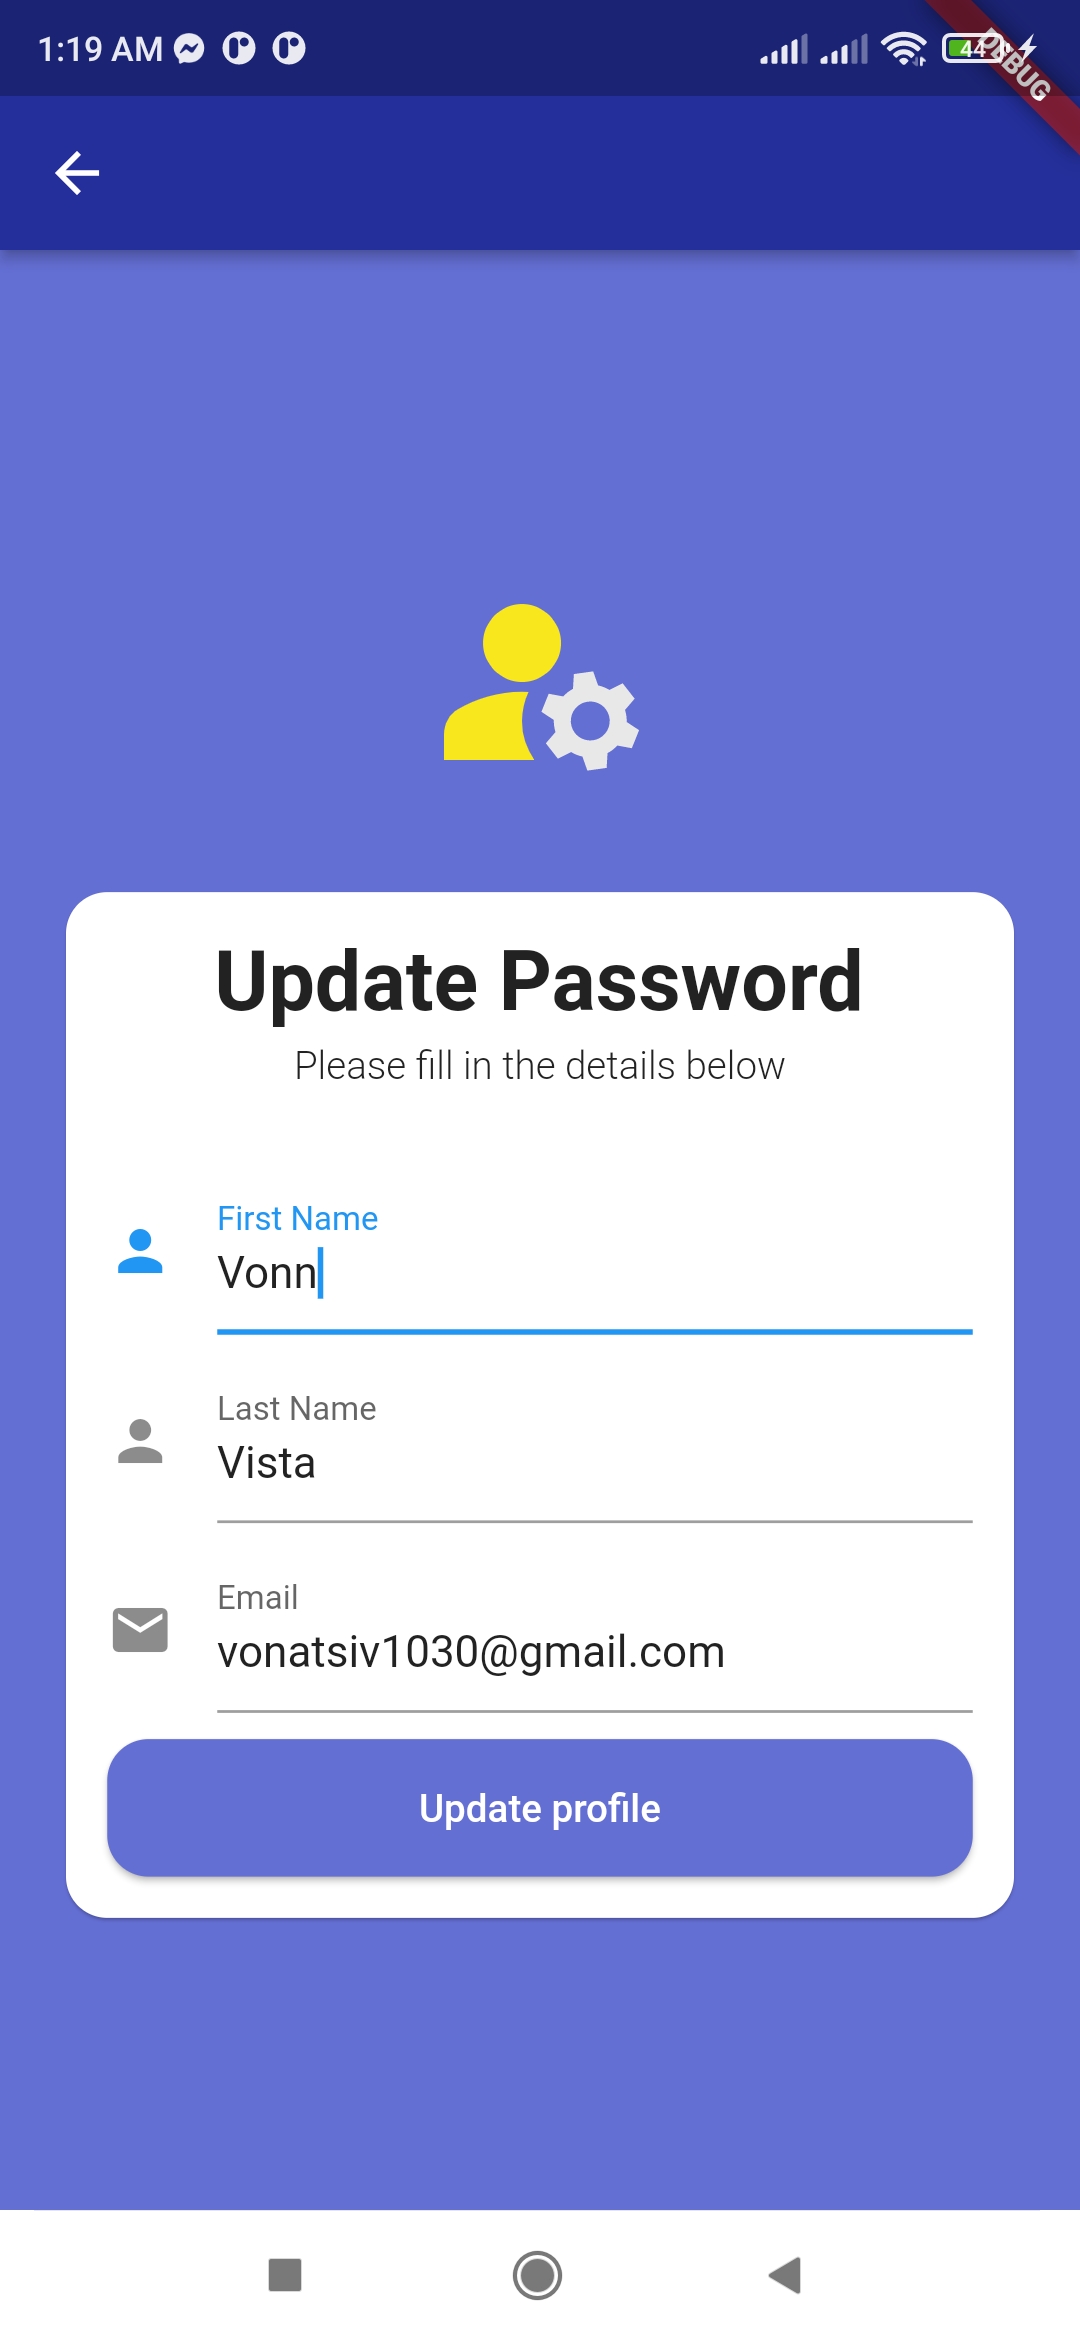 1:19 AM
44
DEBUG
Update Password
Please fill in the details below
First Name
Vonn
Last Name
Vista
Email
vonatsiv1030@gmail.com
Update profile